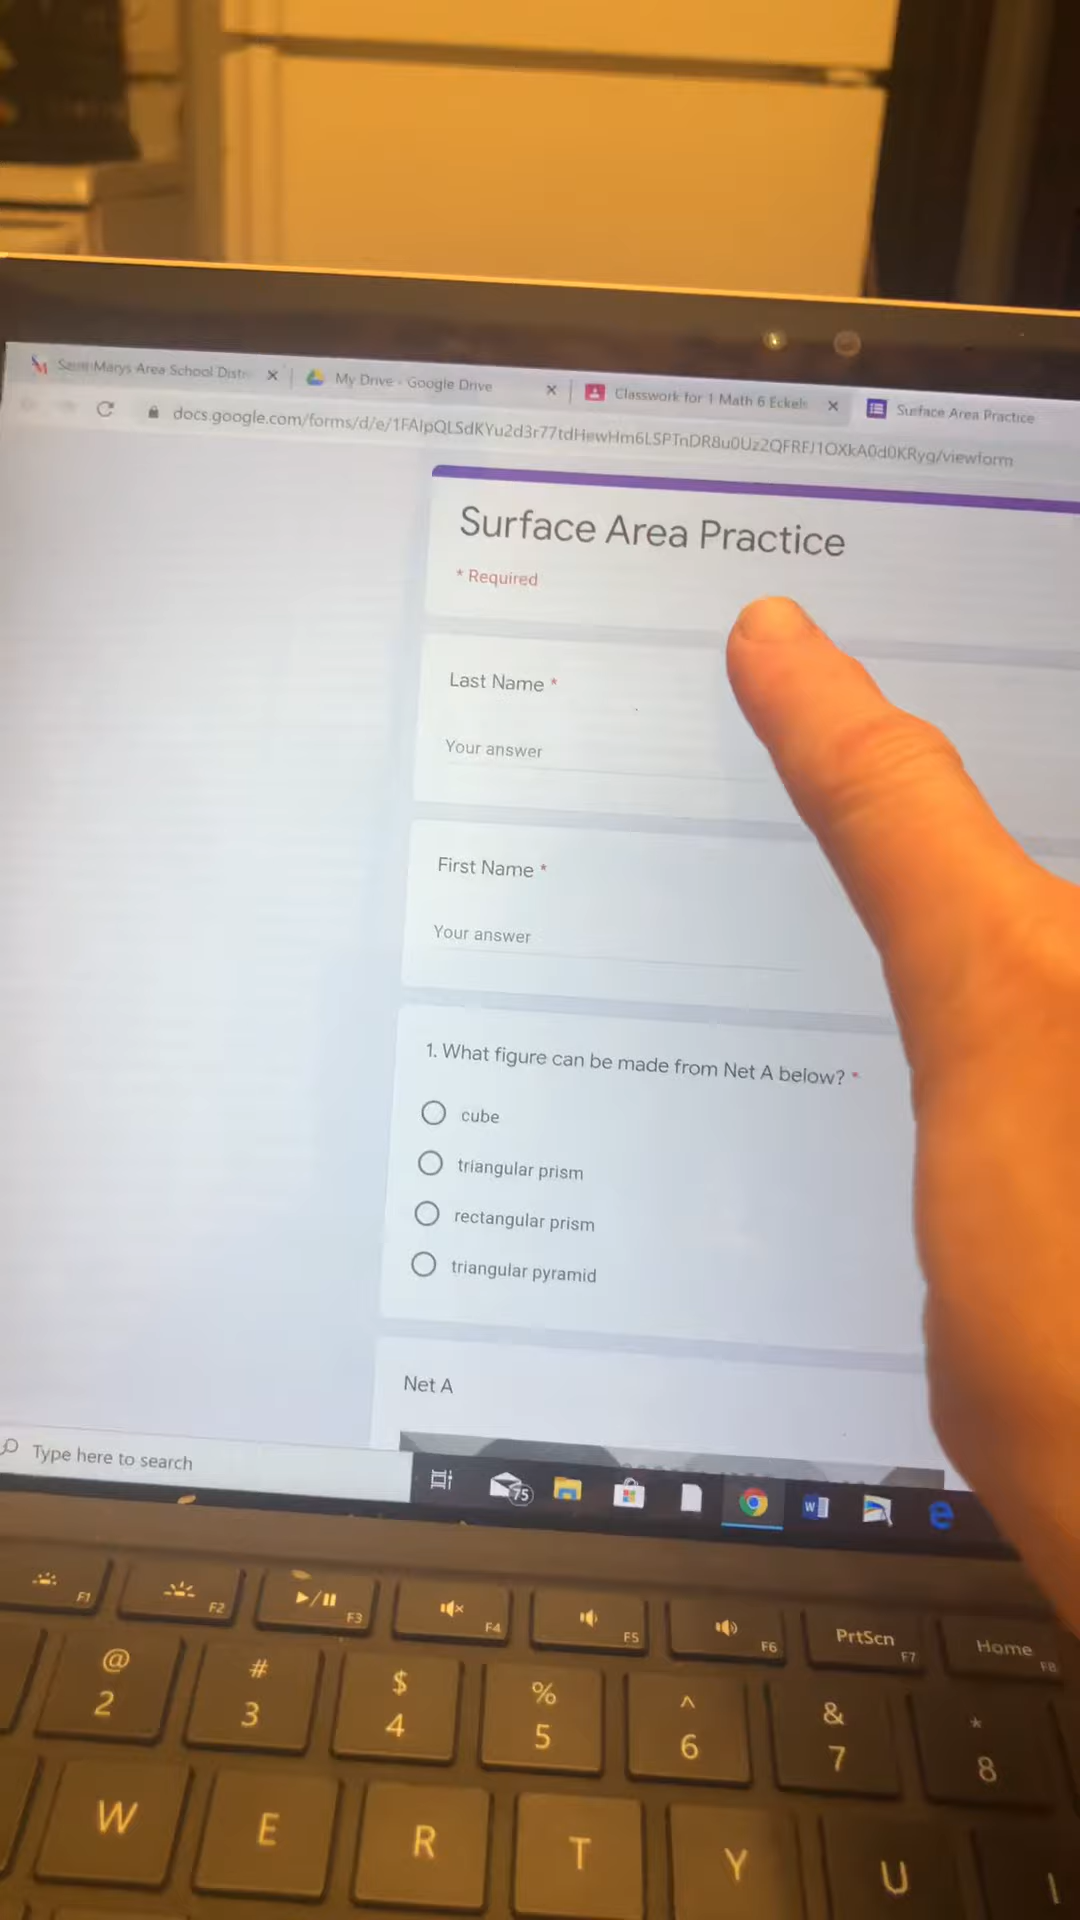 Saint Marys Area School Distri
My Drive - Google Drive
Classwork for 1 Math 6 Eckels
Surface Area Practice
docs.google.com/forms/d/e/
/viewform
Surface Area Practice
* Required
Last Name *
Your answer
First Name *
Your answer
1. What figure can be made from Net A below? *
cube
triangular prism
rectangular prism
triangular pyramid
Net A
Type here to search
75
W
F1
F2
F3
F4
F5
F6
PrtScn
F7
Home
F8
@
2
#
3
$
4
%
5
^
6
&
7
*
8
W
E
R
T
Y
U
I